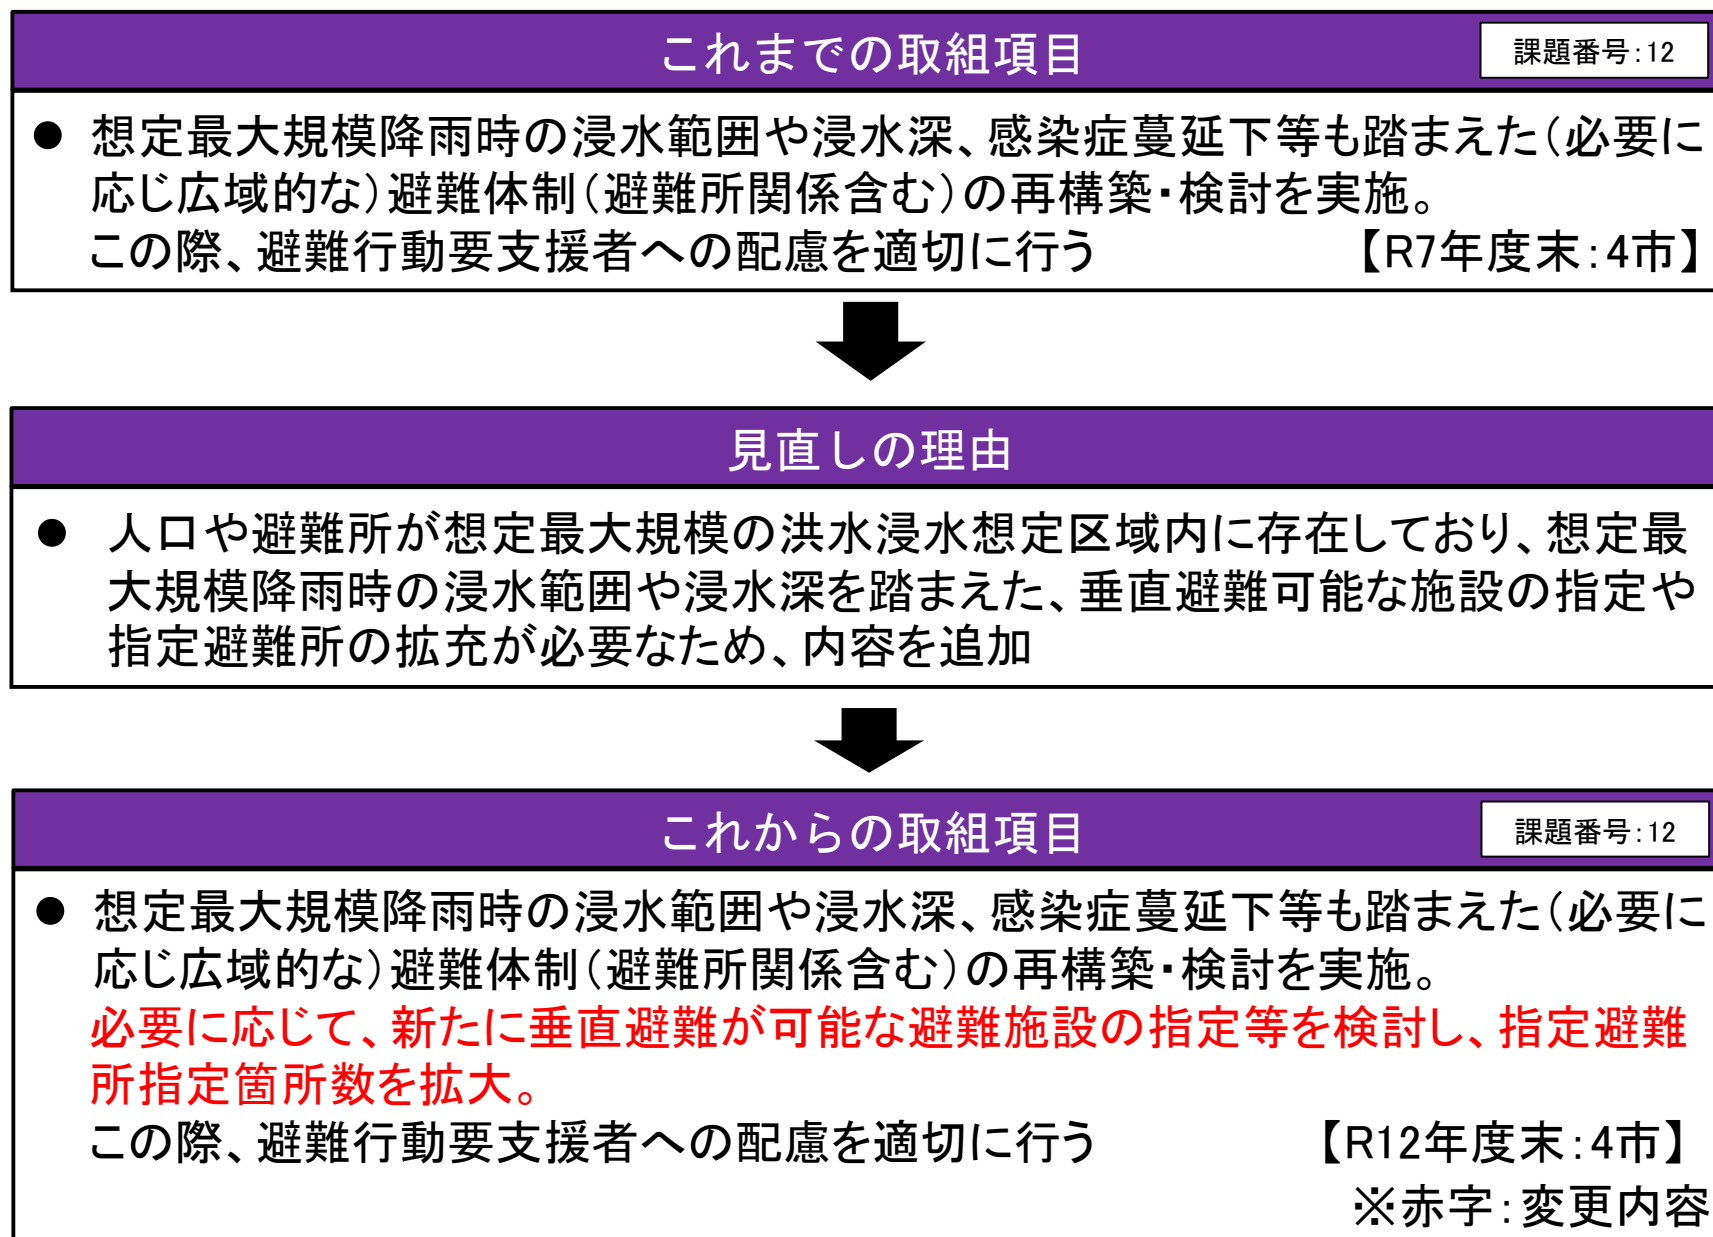 これまでの取組項目
課題番号:12
● 想定最大規模降雨時の浸水範囲や浸水深、感染症蔓延下等も踏まえた(必要に
応じ広域的な)避難体制(避難所関係含む)の再構築・検討を実施。
この際、避難行動要支援者への配慮を適切に行う 【R7年度末:4市】
見直しの理由
● 人口や避難所が想定最大規模の洪水浸水想定区域内に存在しており、想定最
大規模降雨時の浸水範囲や浸水深を踏まえた、垂直避難可能な施設の指定や
指定避難所の拡充が必要なため、内容を追加
これからの取組項目
課題番号:12
● 想定最大規模降雨時の浸水範囲や浸水深、感染症蔓延下等も踏まえた(必要に
応じ広域的な)避難体制(避難所関係含む)の再構築・検討を実施。
必要に応じて、新たに垂直避難が可能な避難施設の指定等を検討し、指定避難
所指定箇所数を拡大。
この際、避難行動要支援者への配慮を適切に行う 【R12年度末:4市】
※赤字:変更内容